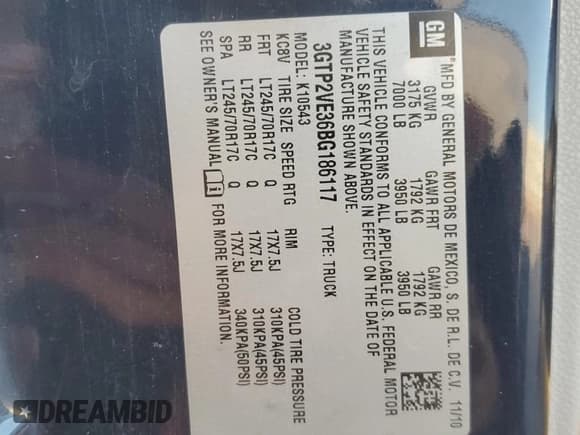 GM
MFD BY GENERAL MOTORS DE MEXICO, S. DE R.L. DE C.V. 11/10
GVWR GAWR FRT GAWR RR
3175 KG 1792 KG 1792 KG
7000 LB 3950 LB 3950 LB
THIS VEHICLE CONFORMS TO ALL APPLICABLE U.S. FEDERAL MOTOR
VEHICLE SAFETY STANDARDS IN EFFECT ON THE DATE OF
MANUFACTURE SHOWN ABOVE.
3GTP2VE36BG186117 TYPE: TRUCK
MODEL: K10543
KC8V TIRE SIZE SPEED RTG RIM COLD TIRE PRESSURE
FRT LT245/70R17C Q 17X7.5J 310KPA(45PSI)
RR LT245/70R17C Q 17X7.5J 310KPA(45PSI)
SPA LT245/70R17C Q 17X7.5J 340KPA(50PSI)
SEE OWNER'S MANUAL FOR MORE INFORMATION.
DREAMBID